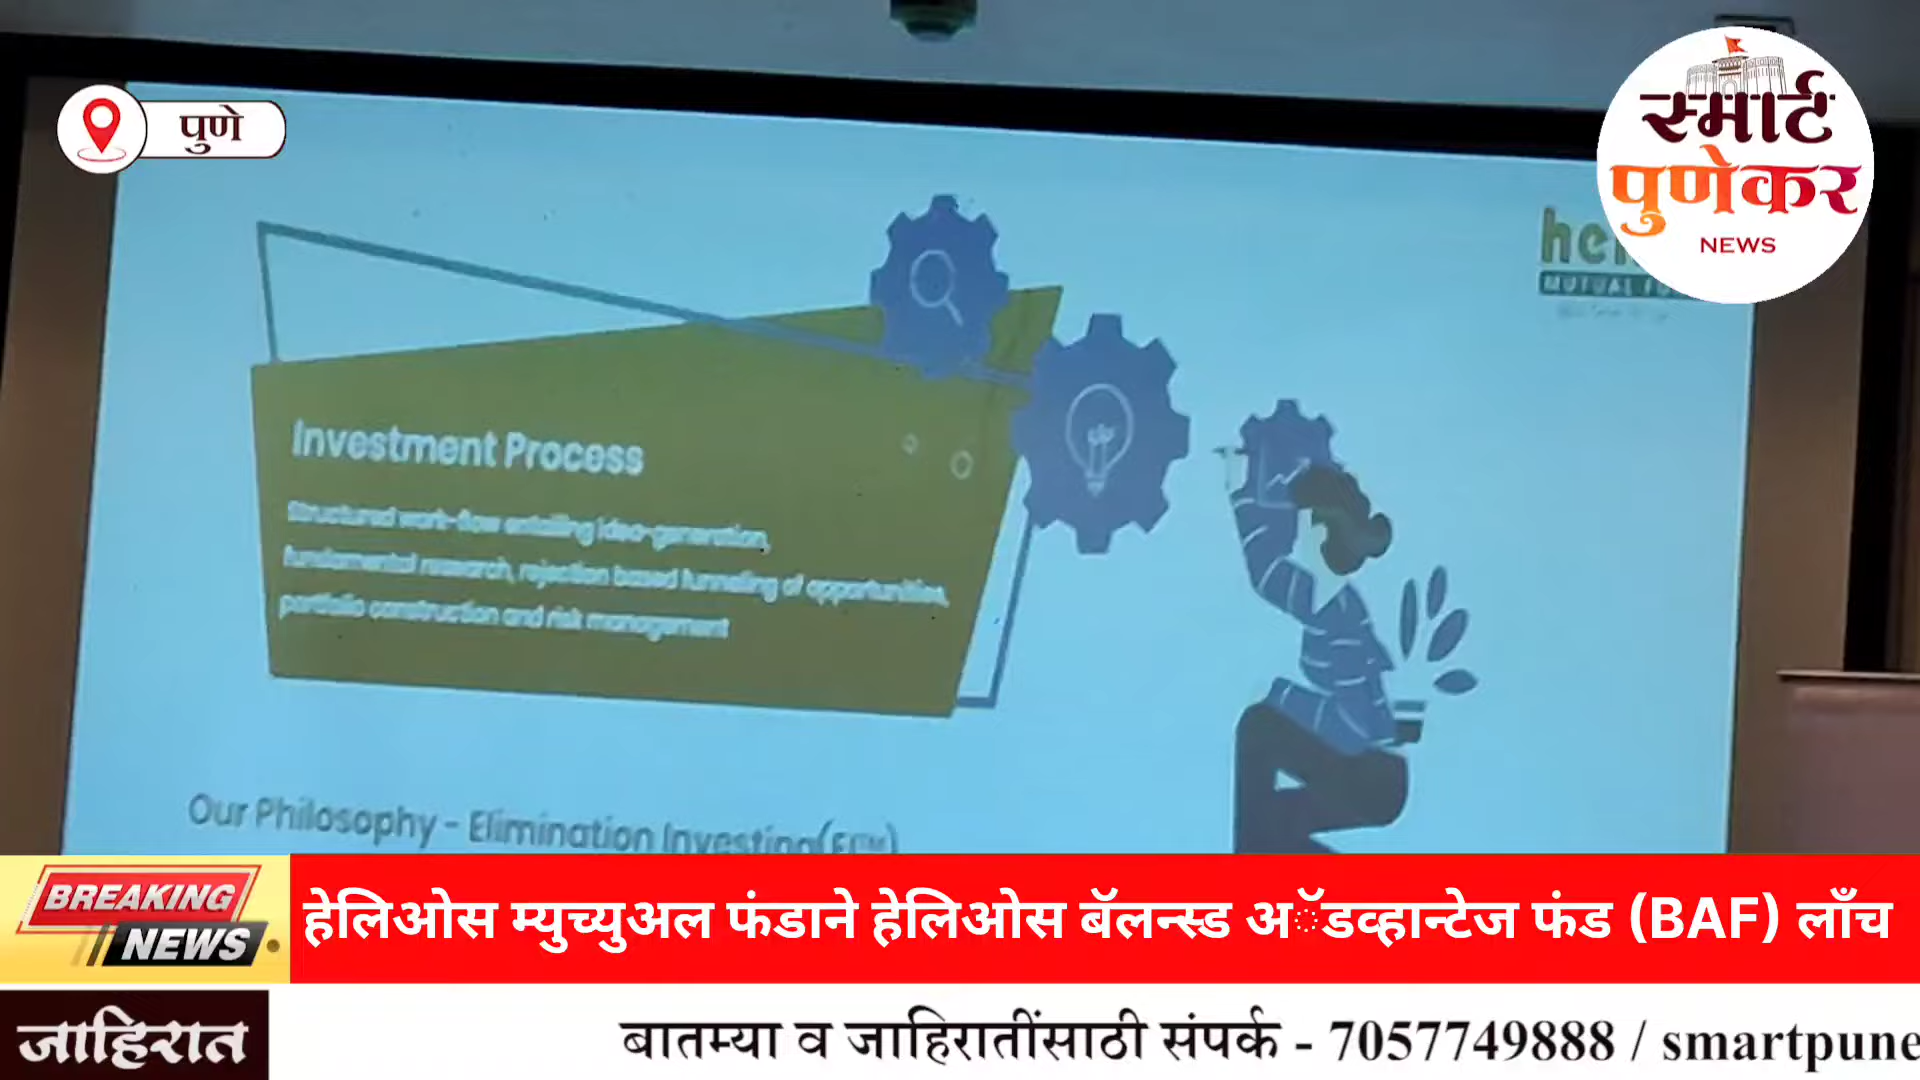 पुणे
स्मार्ट
पुणेकर
NEWS
MUTUAL
Investment Process
Structured work-flow entailing idea-generation,
fundamental research, rejection based funneling of opportunities,
portfolio construction and risk management
Our Philosophy - Elimination Investing
BREAKING
NEWS
हेलिओस म्युच्युअल फंडाने हेलिओस बॅलन्स्ड अॅडव्हान्टेज फंड (BAF) लाँच
जाहिरात
बातम्या व जाहिरातींसाठी संपर्क - 7057749888 / smartpune